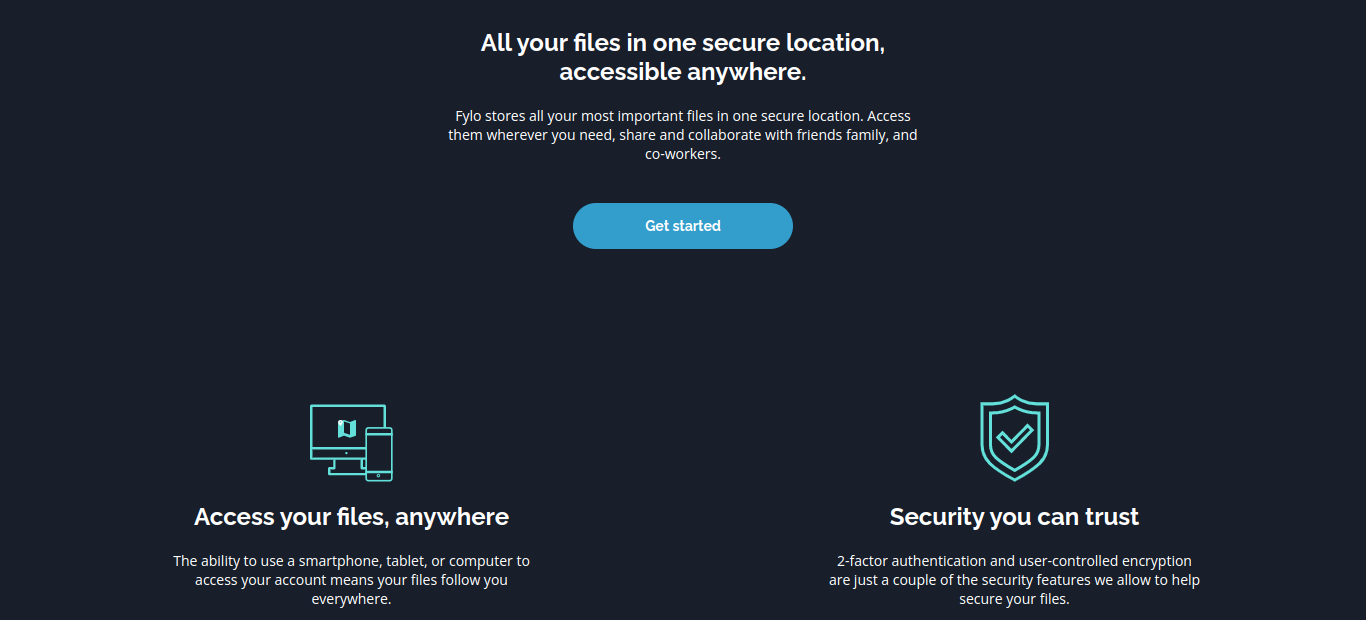 All your files in one secure location,
accessible anywhere.
Fylo stores all your most important files in one secure location. Access
them wherever you need, share and collaborate with friends family, and
co-workers.
Get started
Access your files, anywhere
The ability to use a smartphone, tablet, or computer to
access your account means your files follow you
everywhere.
Security you can trust
2-factor authentication and user-controlled encryption
are just a couple of the security features we allow to help
secure your files.